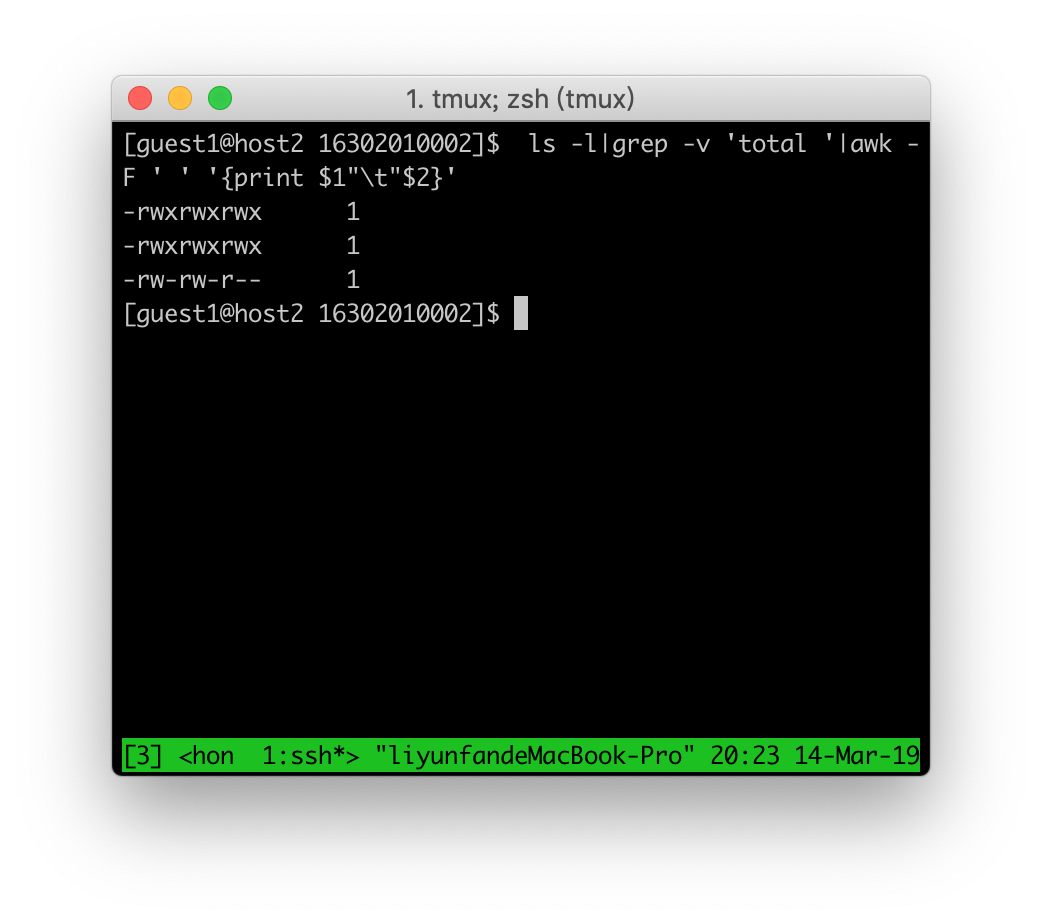 1. tmux; zsh (tmux)
[guest1@host2 16302010002]$  ls -l|grep -v 'total '|awk -
F ' ' '{print $1"\t"$2}'
-rwxrwxrwx      1
-rwxrwxrwx      1
-rw-rw-r--      1
[guest1@host2 16302010002]$
[3] <hon  1:ssh*> "liyunfandeMacBook-Pro" 20:23 14-Mar-19